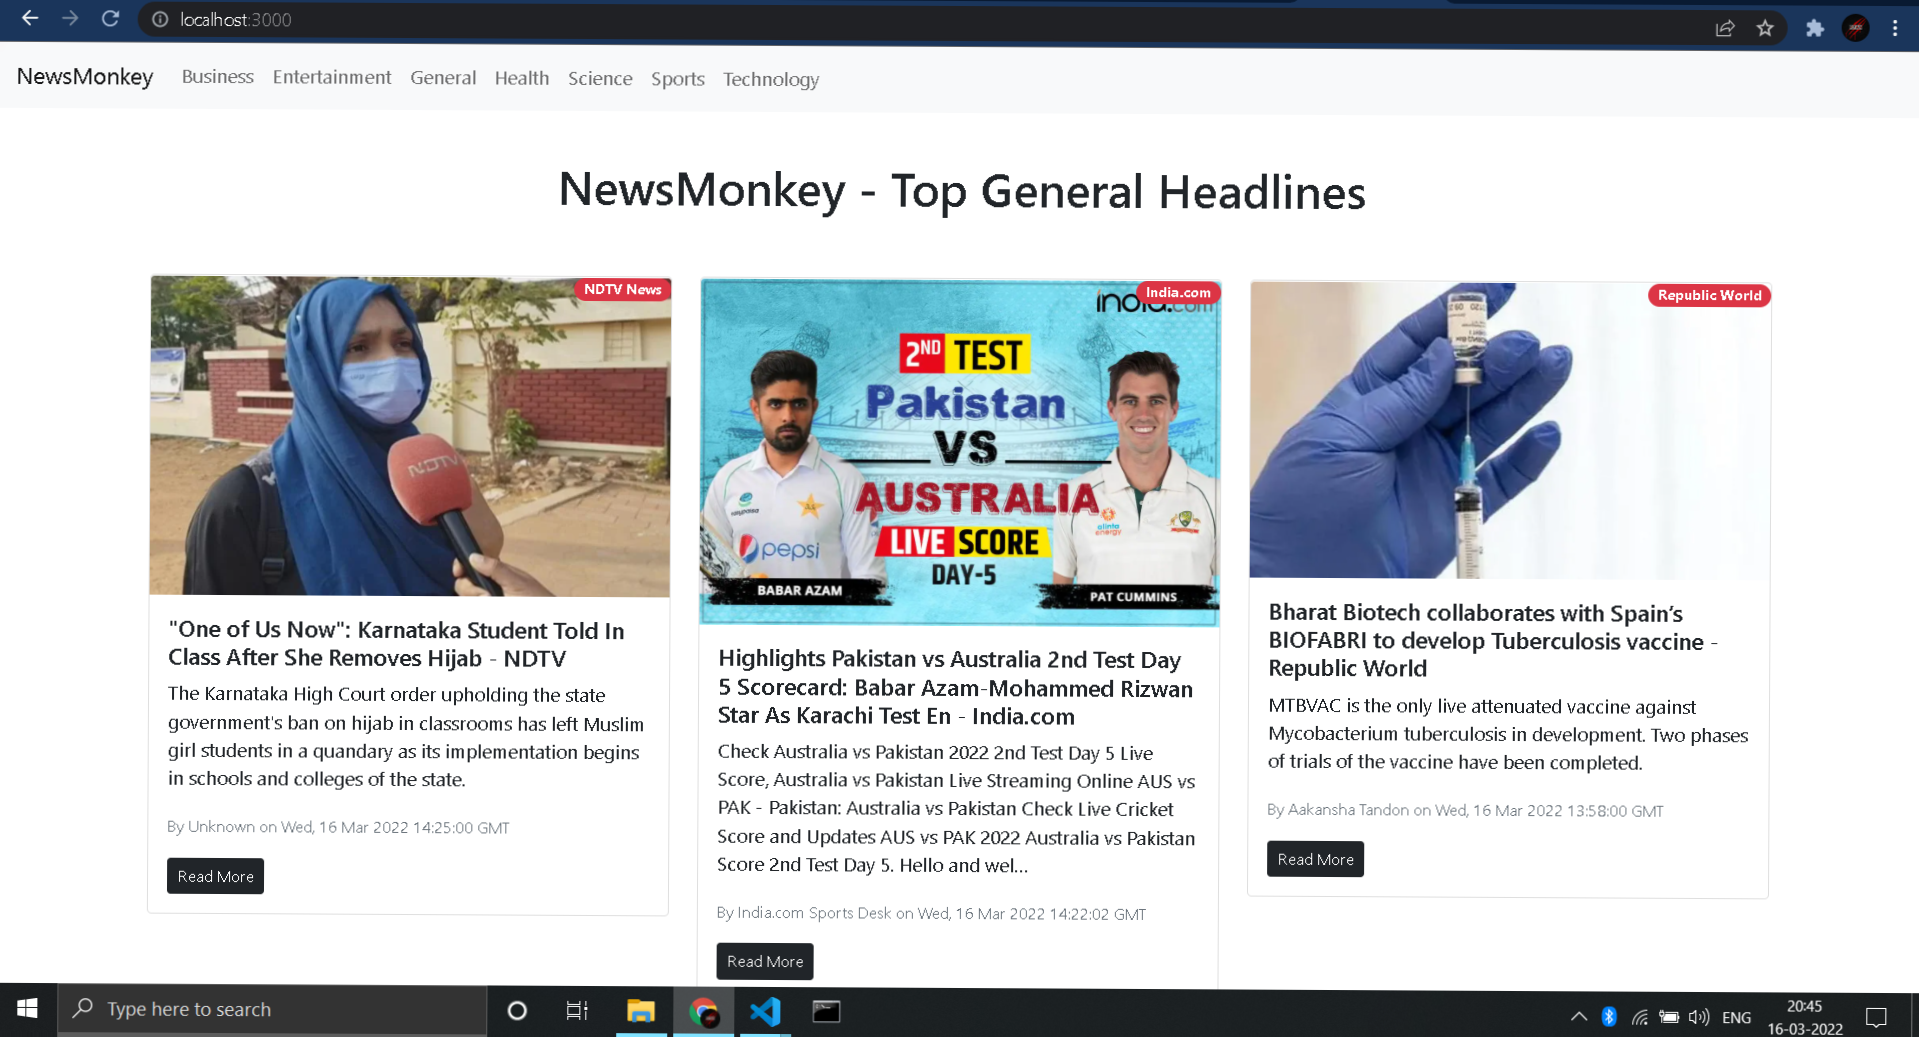 localhost:3000
NewsMonkey Business Entertainment General Health Science Sports Technology
NewsMonkey - Top General Headlines
NDTV News
NDTV
"One of Us Now": Karnataka Student Told In
Class After She Removes Hijab - NDTV
The Karnataka High Court order upholding the state
government's ban on hijab in classrooms has left Muslim
girl students in a quandary as its implementation begins
in schools and colleges of the state.
By Unknown on Wed, 16 Mar 2022 14:25:00 GMT
Read More
India.com
india.com
2ND TEST
Pakistan
VS
AUSTRALIA
LIVE SCORE
DAY-5
pepsi
alinta
energy
BABAR AZAM
PAT CUMMINS
Highlights Pakistan vs Australia 2nd Test Day
5 Scorecard: Babar Azam-Mohammed Rizwan
Star As Karachi Test En - India.com
Check Australia vs Pakistan 2022 2nd Test Day 5 Live
Score, Australia vs Pakistan Live Streaming Online AUS vs
PAK - Pakistan: Australia vs Pakistan Check Live Cricket
Score and Updates AUS vs PAK 2022 Australia vs Pakistan
Score 2nd Test Day 5. Hello and wel...
By India.com Sports Desk on Wed, 16 Mar 2022 14:22:02 GMT
Read More
Republic World
Bharat Biotech collaborates with Spain’s
BIOFABRI to develop Tuberculosis vaccine -
Republic World
MTBVAC is the only live attenuated vaccine against
Mycobacterium tuberculosis in development. Two phases
of trials of the vaccine have been completed.
By Aakansha Tandon on Wed, 16 Mar 2022 13:58:00 GMT
Read More
Type here to search
ENG
20:45
16-03-2022